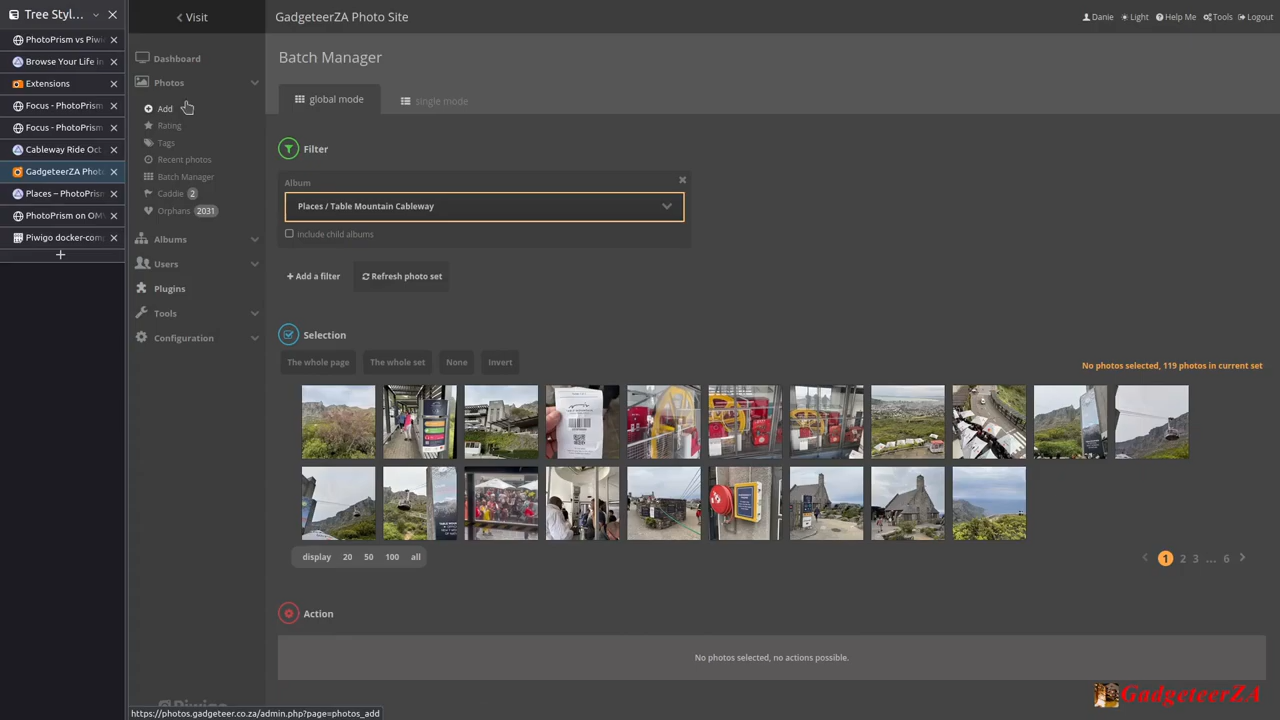 Tree Styl...
PhotoPrism vs Piwi
Browse Your Life in
Extensions
Focus - PhotoPrism
Focus - PhotoPrism
Cableway Ride Oct
GadgeteerZA Phot
Places – PhotoPrism
PhotoPrism on OMV
Piwigo docker-com
Visit
GadgeteerZA Photo Site
Danie
Light
Help Me
Tools
Logout
Dashboard
Photos
Add
Rating
Tags
Recent photos
Batch Manager
Caddie 2
Orphans 2031
Albums
Users
Plugins
Tools
Configuration
Batch Manager
global mode
single mode
Filter
Album
Places / Table Mountain Cableway
include child albums
+ Add a filter
Refresh photo set
Selection
The whole page
The whole set
None
Invert
No photos selected, 119 photos in current set
display 20 50 100 all
1 2 3 ... 6
Action
No photos selected, no actions possible.
Piwigo
GadgeteerZA
https://photos.gadgeteer.co.za/admin.php?page=photos_add